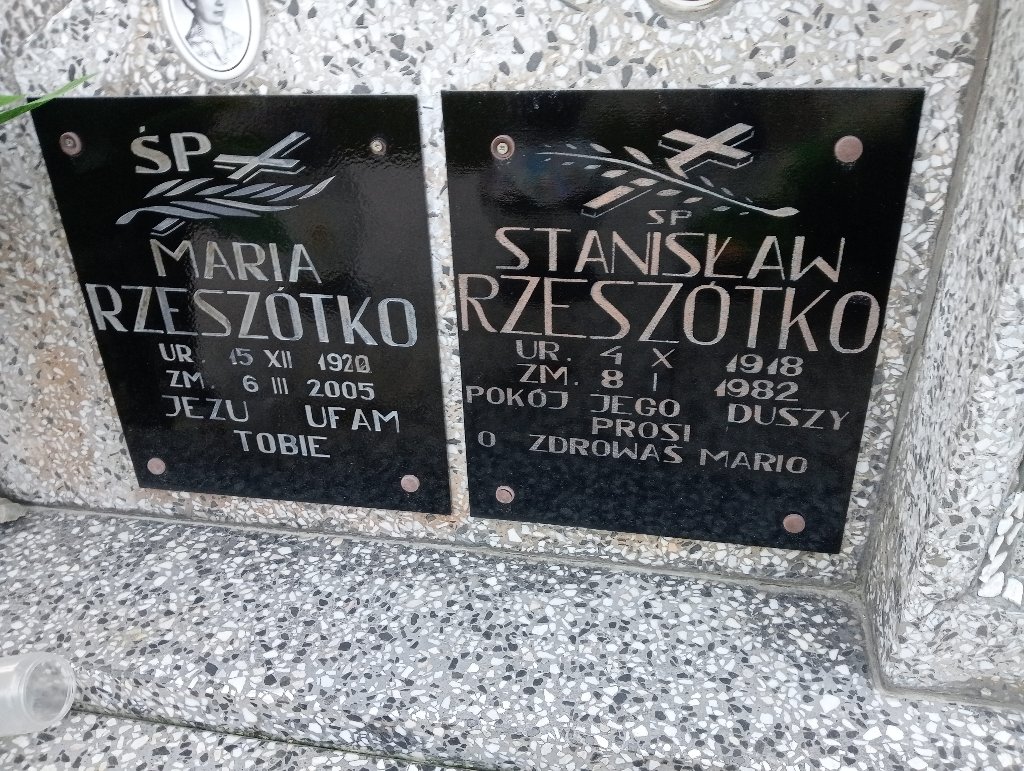 ŚP
MARIA
RZESZÓTKO
UR. 15 XII 1920
ZM. 6 III 2005
JEZU UFAM
TOBIE
SP
STANISŁAW
RZESZÓTKO
UR. 4 X 1918
ZM. 8 I 1982
POKÓJ JEGO DUSZY
PROSI
O ZDROWAŚ MARIO